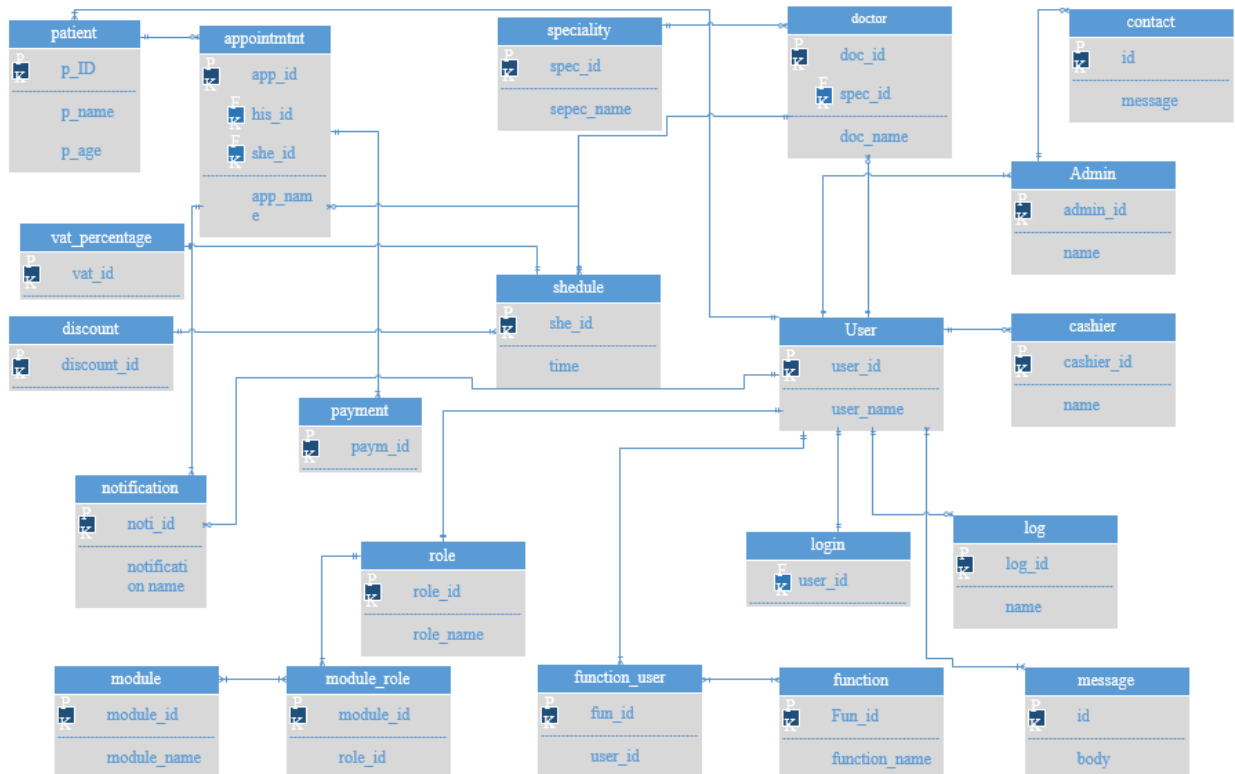 patient
PK p_ID
p_name
p_age
appointmtnt
PK app_id
FK his_id
FK she_id
app_nam
e
speciality
PK spec_id
sepec_name
doctor
PK doc_id
FK spec_id
doc_name
contact
PK id
message
Admin
PK admin_id
name
vat_percentage
PK vat_id
discount
PK discount_id
shedule
PK she_id
time
User
PK user_id
user_name
cashier
PK cashier_id
name
payment
PK paym_id
notification
PK noti_id
notificati
on name
role
PK role_id
role_name
login
FK user_id
log
PK log_id
name
module
PK module_id
module_name
module_role
PK module_id
role_id
function_user
PK fun_id
user_id
function
PK Fun_id
function_name
message
PK id
body